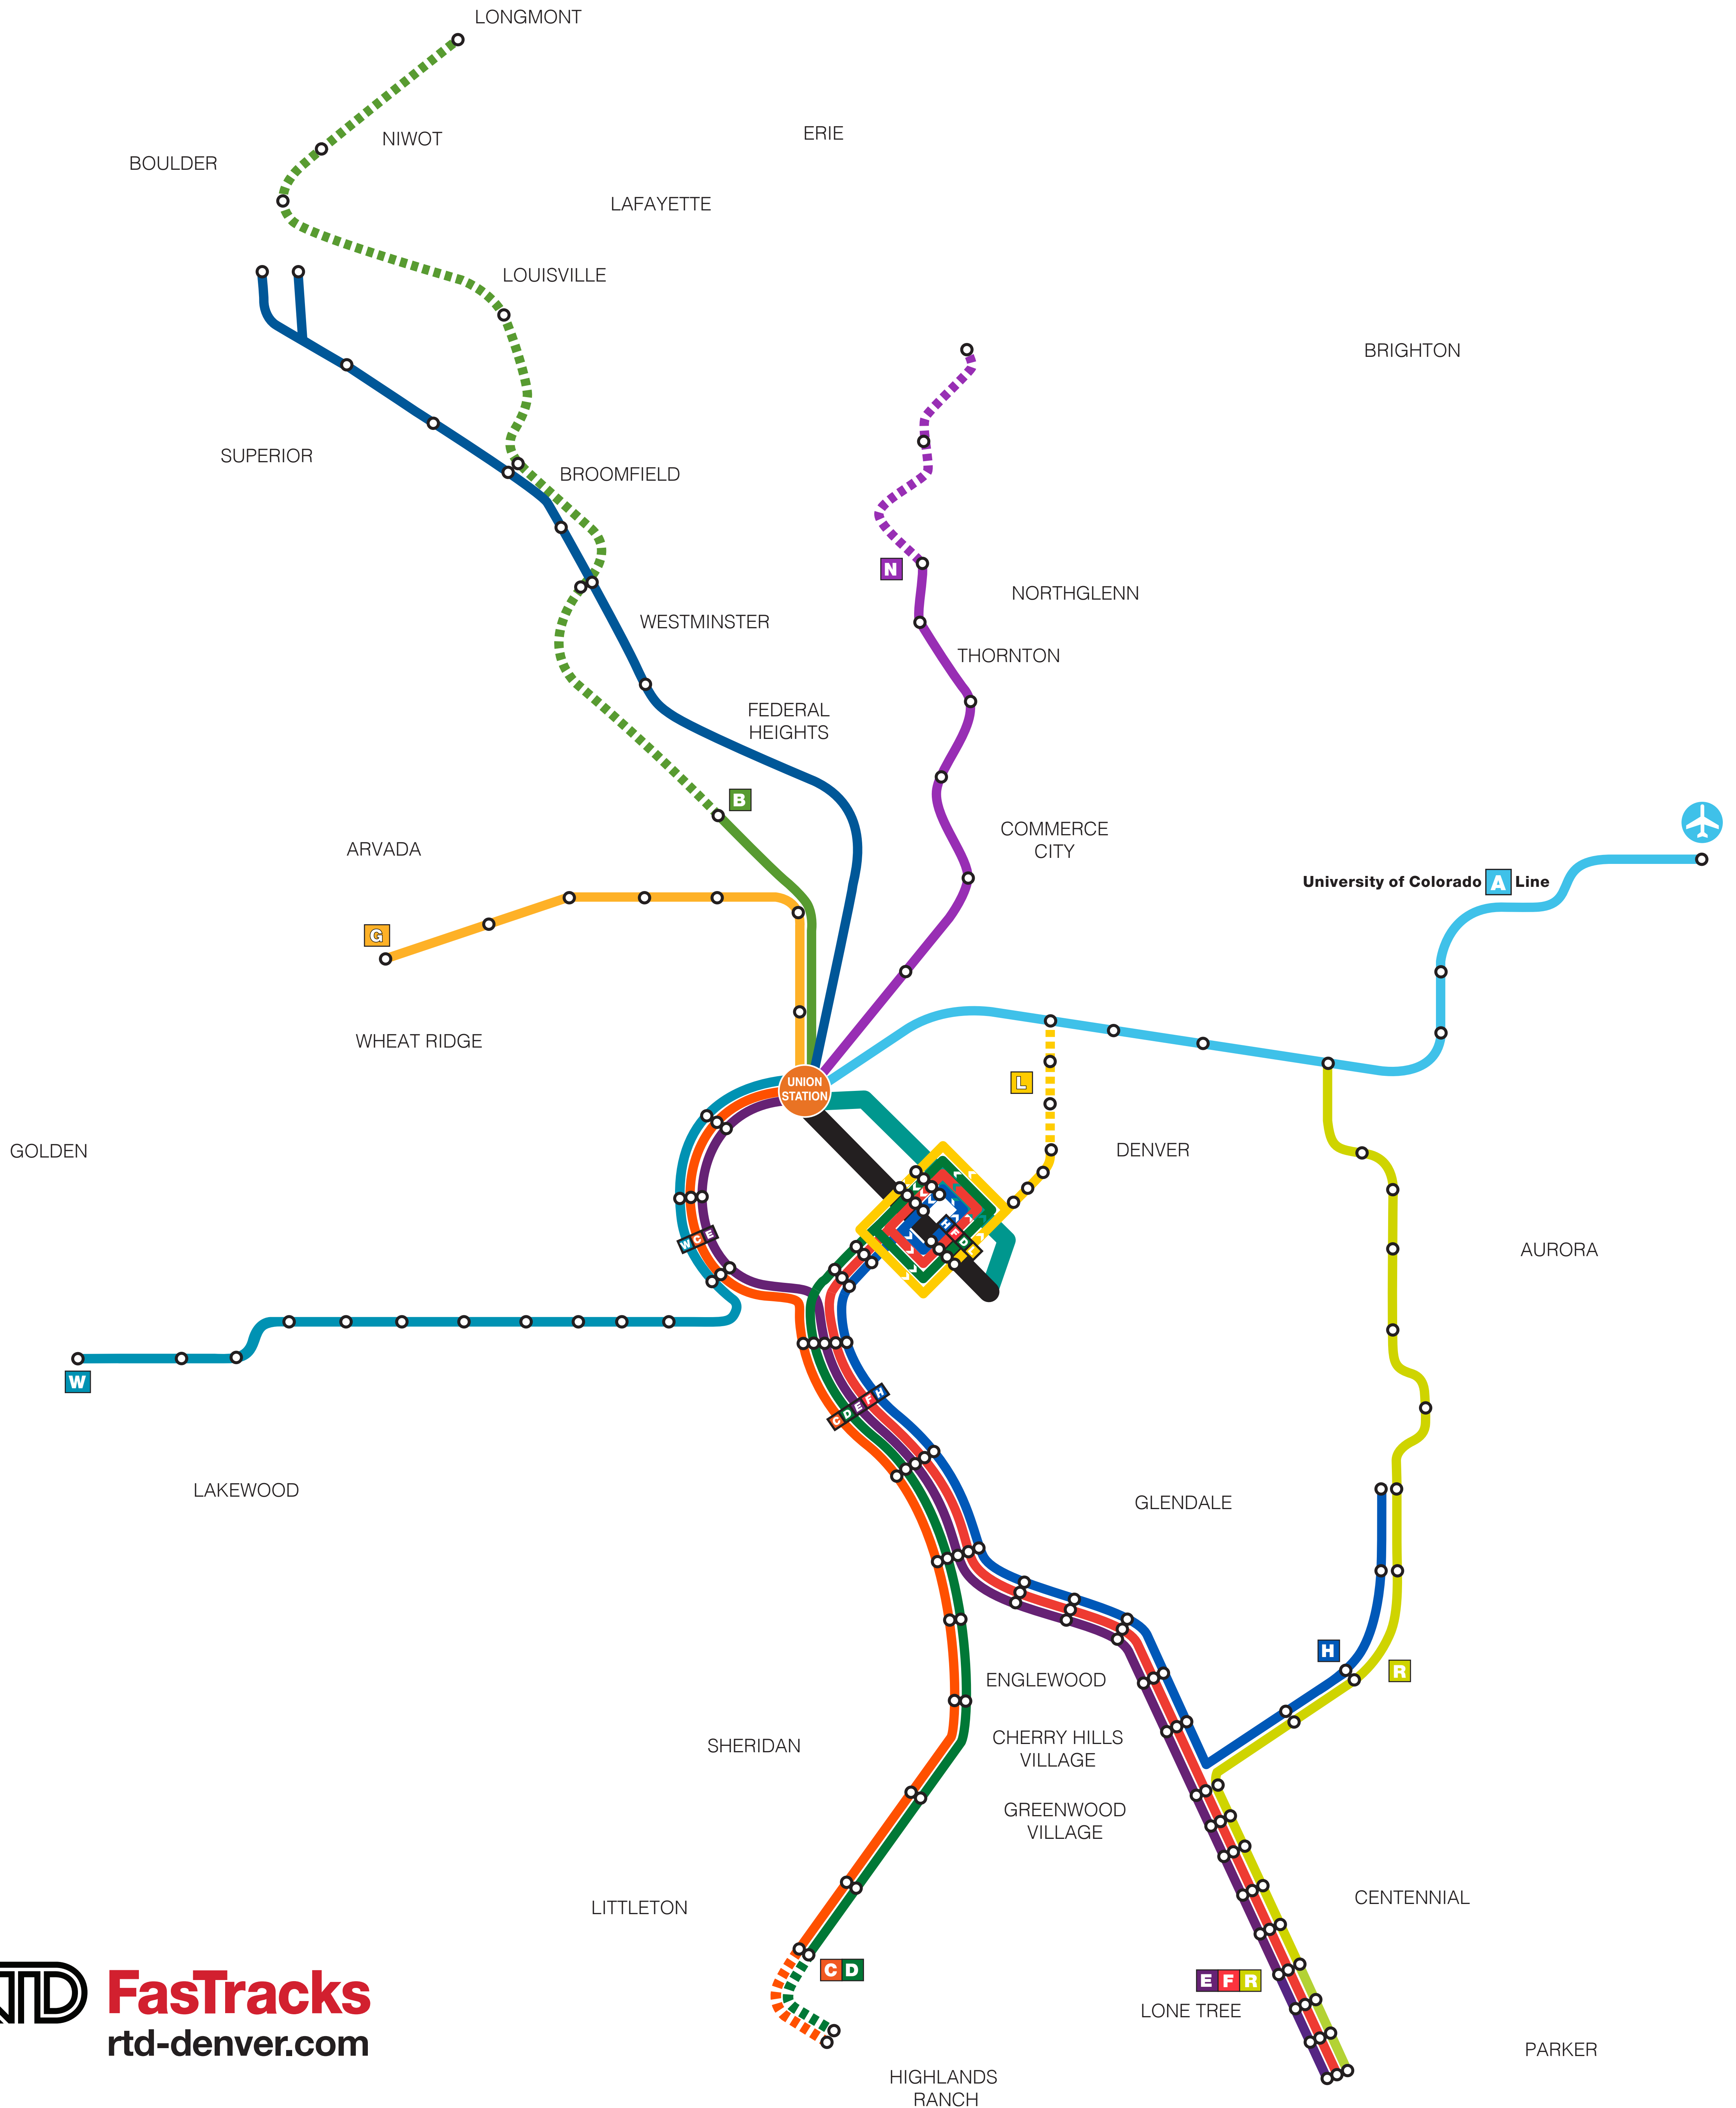 LONGMONT
NIWOT
ERIE
BOULDER
LAFAYETTE
LOUISVILLE
BRIGHTON
SUPERIOR
BROOMFIELD
N
NORTHGLENN
WESTMINSTER
THORNTON
FEDERAL
HEIGHTS
B
COMMERCE
CITY
ARVADA
University of Colorado A Line
G
WHEAT RIDGE
UNION
STATION
L
GOLDEN
DENVER
W C E
H F D L
AURORA
W
C D E F H
LAKEWOOD
GLENDALE
H
R
ENGLEWOOD
SHERIDAN
CHERRY HILLS
VILLAGE
GREENWOOD
VILLAGE
LITTLETON
CENTENNIAL
C D
E F R
LONE TREE
RTD FasTracks
rtd-denver.com
PARKER
HIGHLANDS
RANCH